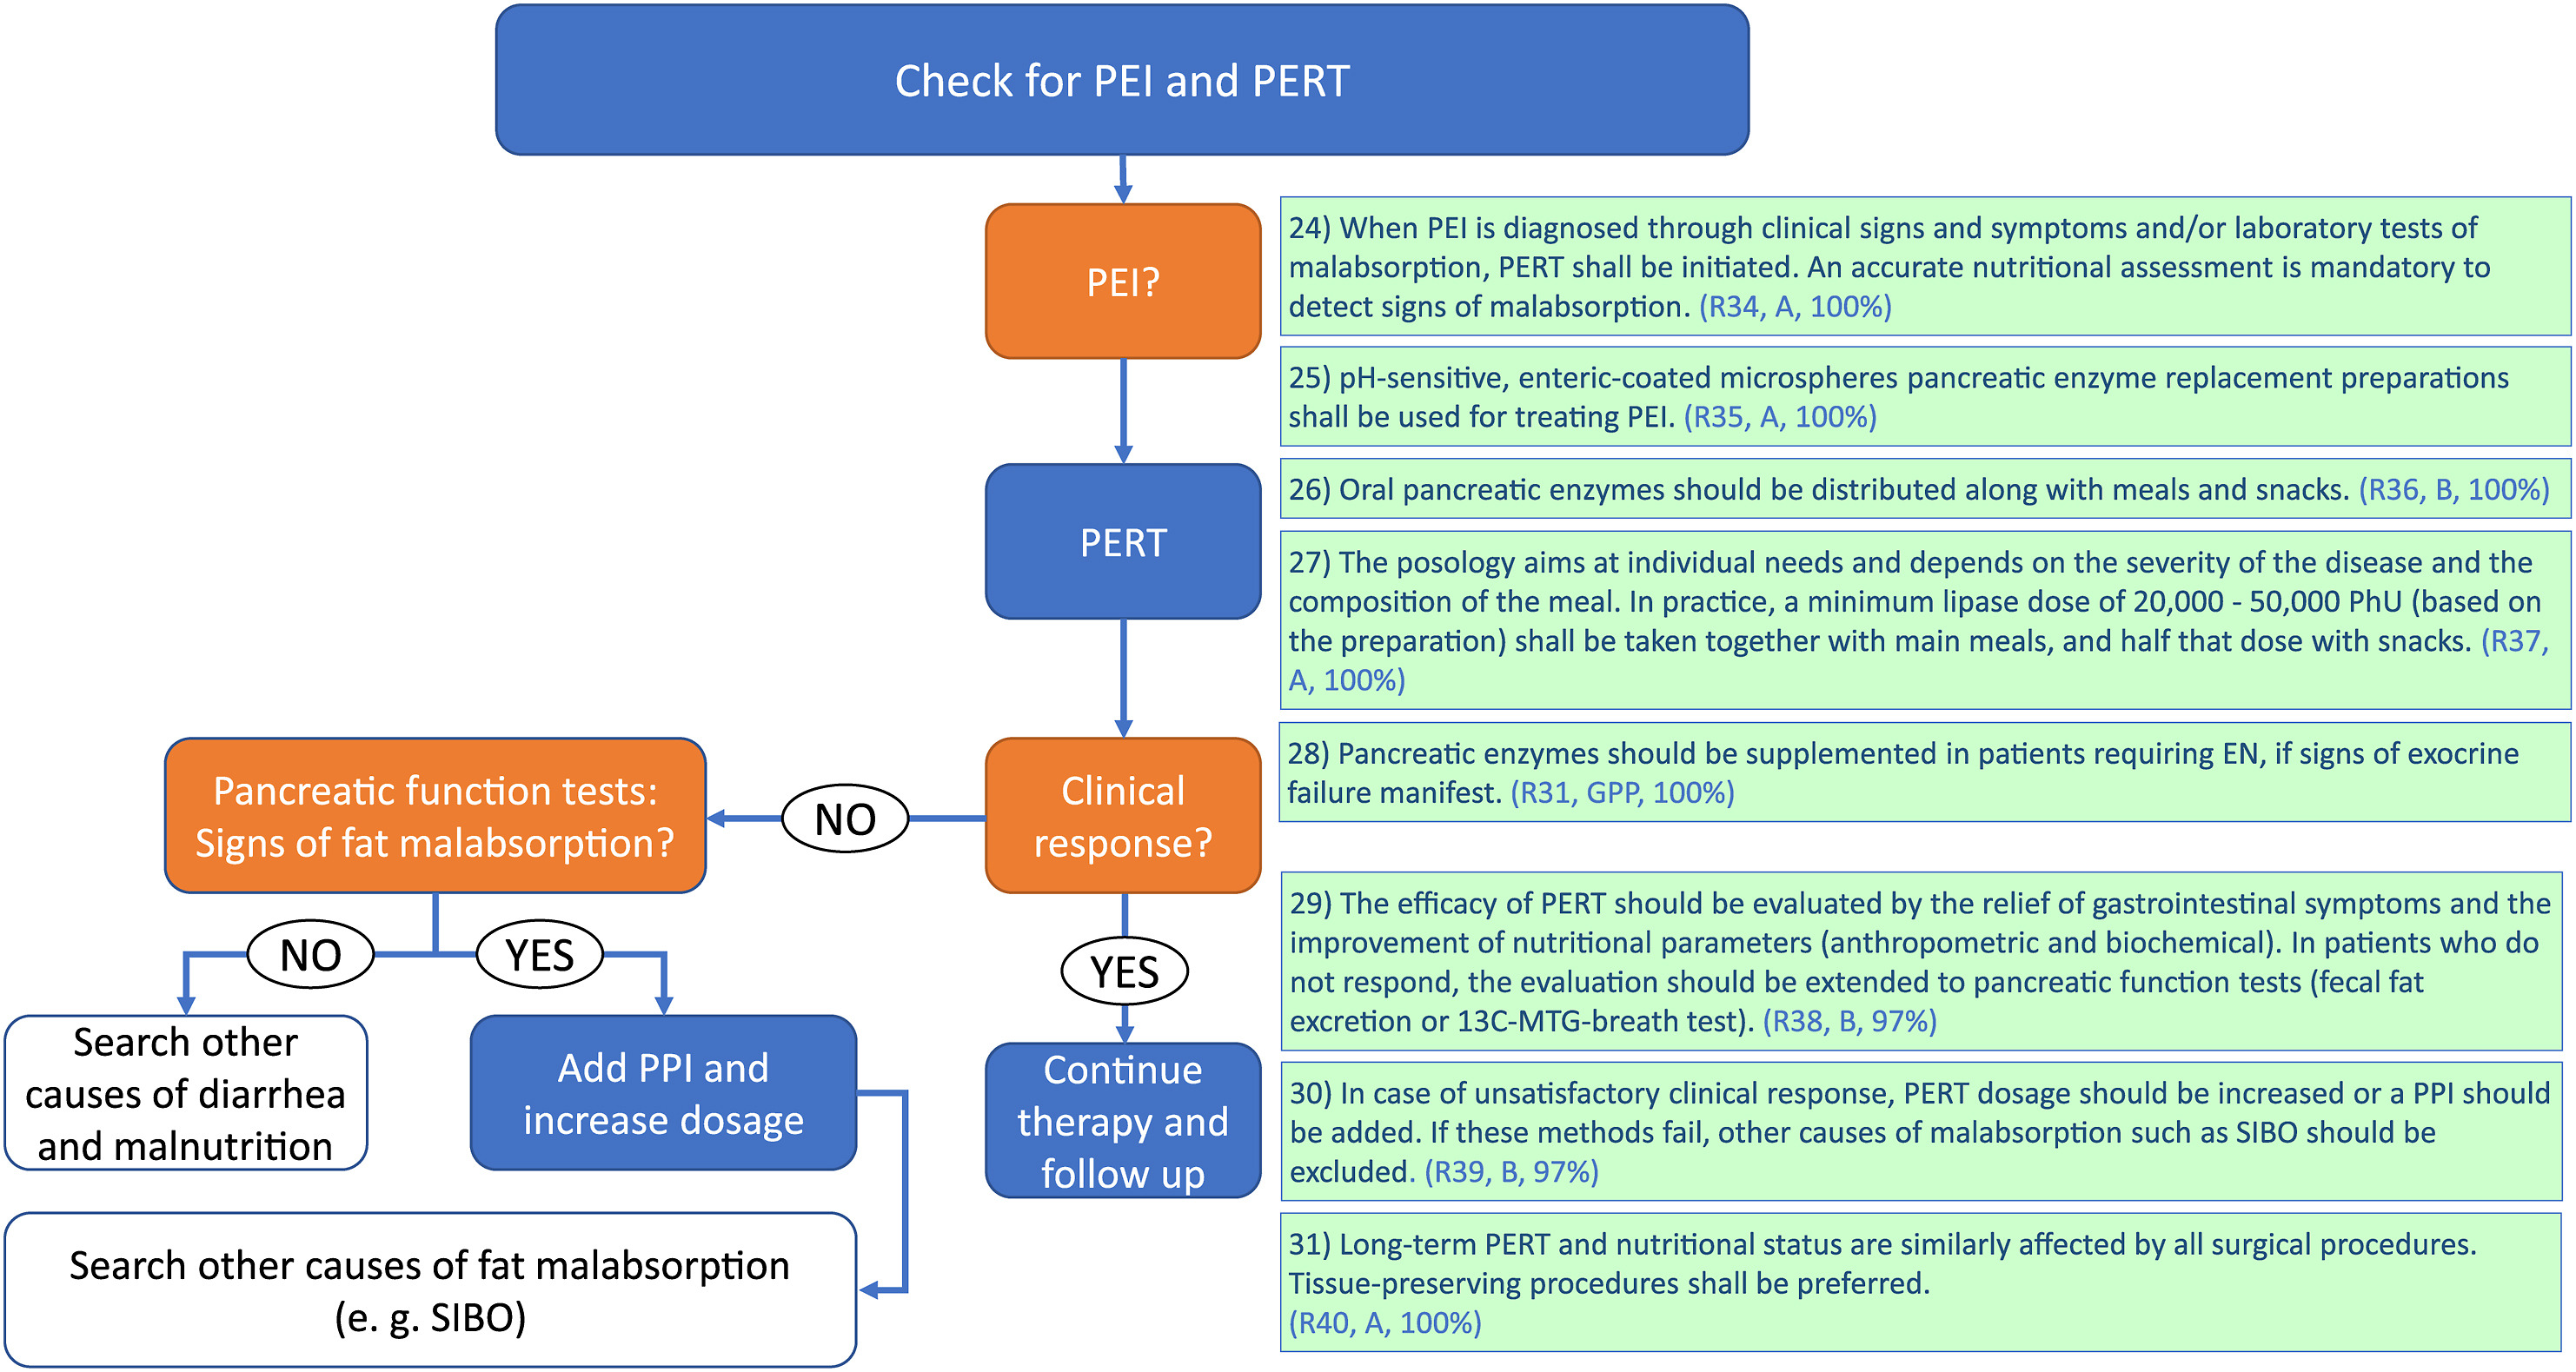 Check for PEI and PERT
PEI?
PERT
Clinical
response?
NO
YES
Continue
therapy and
follow up
Pancreatic function tests:
Signs of fat malabsorption?
NO
YES
Search other
causes of diarrhea
and malnutrition
Add PPI and
increase dosage
Search other causes of fat malabsorption
(e. g. SIBO)
24) When PEI is diagnosed through clinical signs and symptoms and/or laboratory tests of
malabsorption, PERT shall be initiated. An accurate nutritional assessment is mandatory to
detect signs of malabsorption. (R34, A, 100%)
25) pH-sensitive, enteric-coated microspheres pancreatic enzyme replacement preparations
shall be used for treating PEI. (R35, A, 100%)
26) Oral pancreatic enzymes should be distributed along with meals and snacks. (R36, B, 100%)
27) The posology aims at individual needs and depends on the severity of the disease and the
composition of the meal. In practice, a minimum lipase dose of 20,000 - 50,000 PhU (based on
the preparation) shall be taken together with main meals, and half that dose with snacks. (R37,
A, 100%)
28) Pancreatic enzymes should be supplemented in patients requiring EN, if signs of exocrine
failure manifest. (R31, GPP, 100%)
29) The efficacy of PERT should be evaluated by the relief of gastrointestinal symptoms and the
improvement of nutritional parameters (anthropometric and biochemical). In patients who do
not respond, the evaluation should be extended to pancreatic function tests (fecal fat
excretion or 13C-MTG-breath test). (R38, B, 97%)
30) In case of unsatisfactory clinical response, PERT dosage should be increased or a PPI should
be added. If these methods fail, other causes of malabsorption such as SIBO should be
excluded. (R39, B, 97%)
31) Long-term PERT and nutritional status are similarly affected by all surgical procedures.
Tissue-preserving procedures shall be preferred.
(R40, A, 100%)